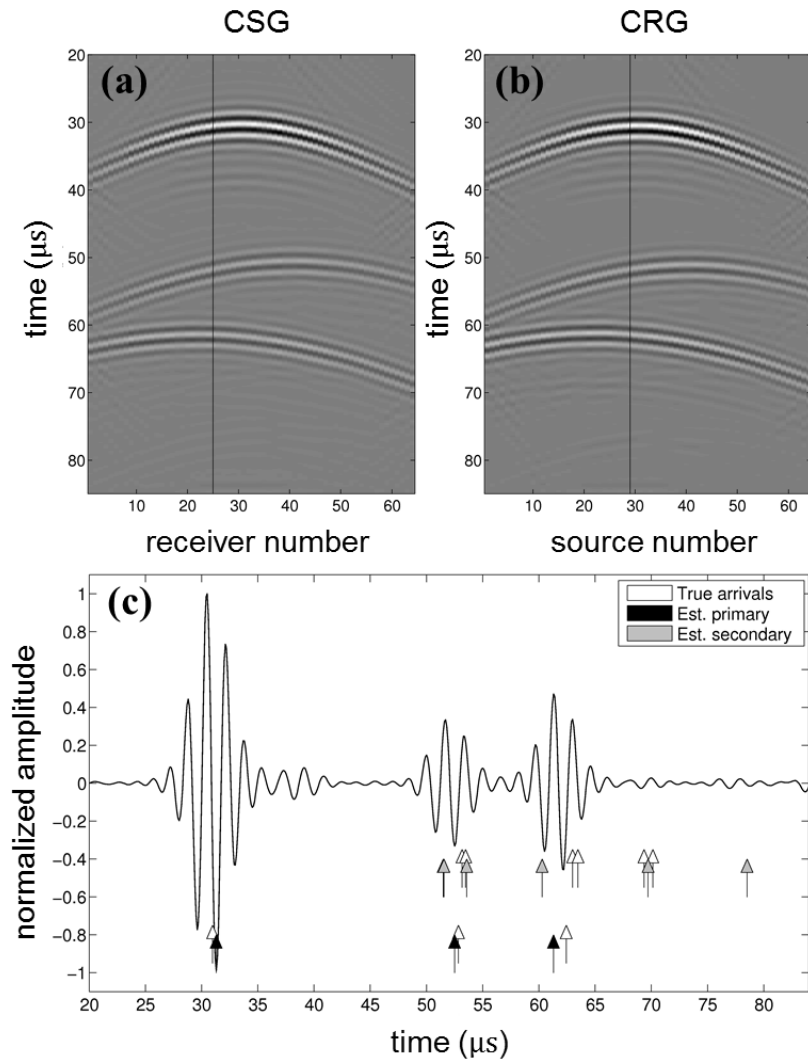 CSG CRG
(a) (b)
20 20
30 30
40 40
50 50
60 60
70 70
80 80
time (μs) time (μs)
10 20 30 40 50 60 10 20 30 40 50 60
receiver number source number
(c)
True arrivals
Est. primary
Est. secondary
1
0.8
0.6
0.4
0.2
0
-0.2
-0.4
-0.6
-0.8
-1
normalized amplitude
20 25 30 35 40 45 50 55 60 65 70 75 80
time (μs)